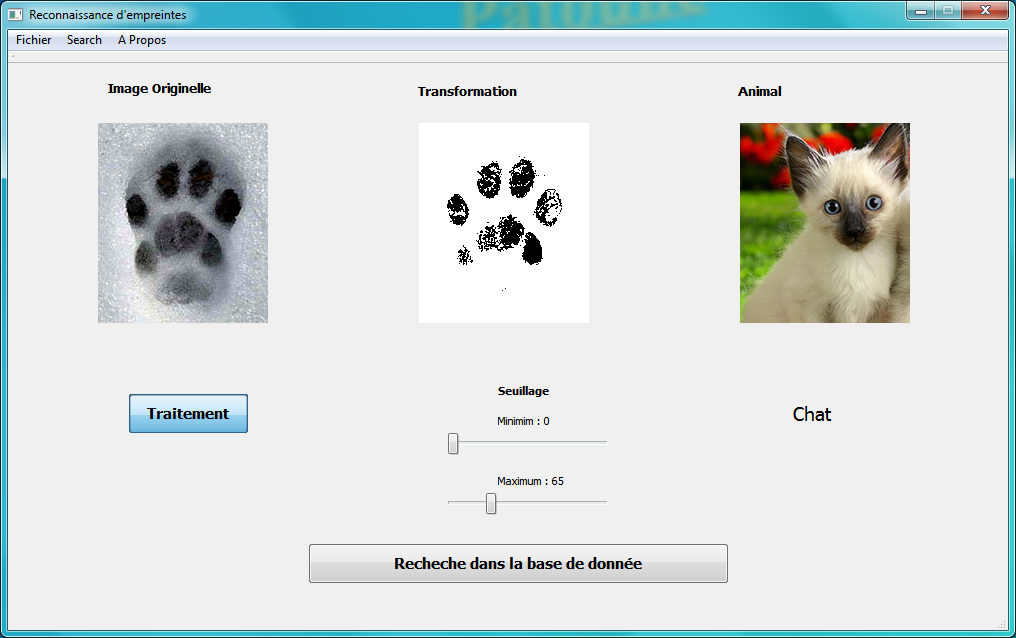 Patoune
Reconnaissance d'empreintes
Fichier Search A Propos
Image Originelle
Transformation
Animal
Seuillage
Minimim : 0
Traitement
Chat
Maximum : 65
Recheche dans la base de donnée